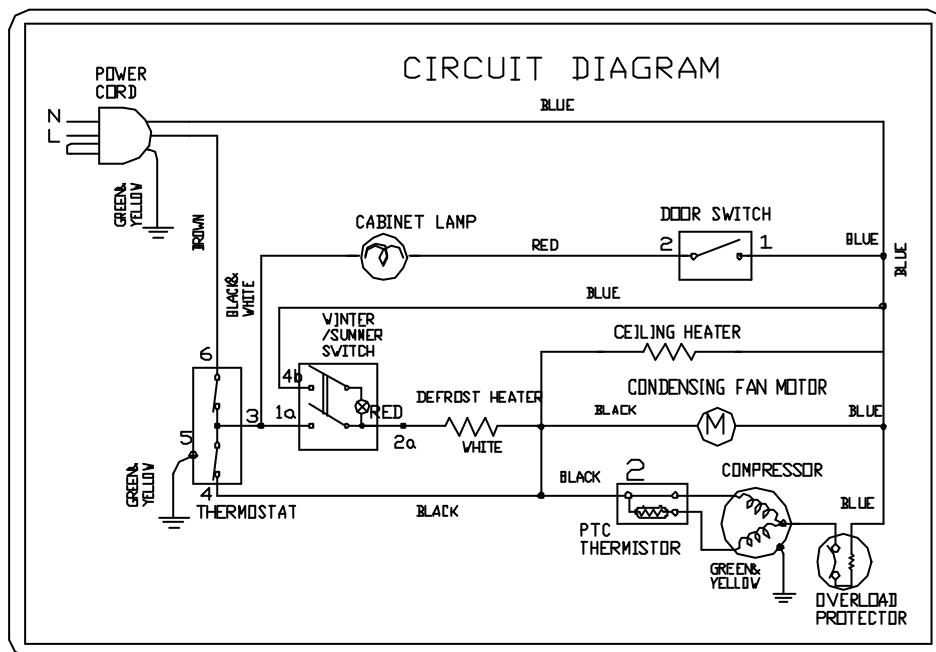 CIRCUIT DIAGRAM
POWER
CORD
N
L
BLUE
GREEN&
YELLOW
BROWN
BLACK&
WHITE
CABINET LAMP
RED
DOOR SWITCH
2
1
BLUE
BLUE
BLUE
WINTER
/SUMMER
SWITCH
CEILING HEATER
6
4b
DEFROST HEATER
CONDENSING FAN MOTOR
1a
RED
BLACK
M
BLUE
3
2a
WHITE
5
GREEN&
YELLOW
4
THERMOSTAT
BLACK
BLACK
2
COMPRESSOR
PTC
THERMISTOR
BLUE
GREEN&
YELLOW
OVERLOAD
PROTECTOR